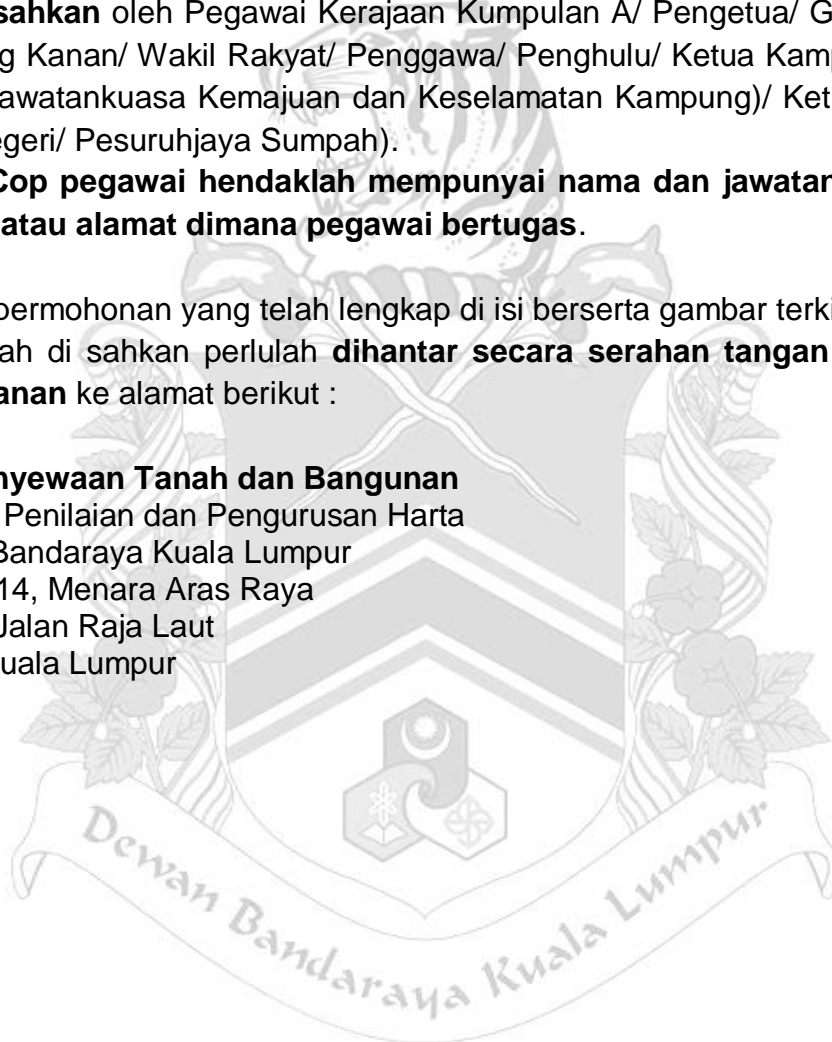 sahkan oleh Pegawai Kerajaan Kumpulan A/ Pengetua/ G
g Kanan/ Wakil Rakyat/ Penggawa/ Penghulu/ Ketua Kamp
awatankuasa Kemajuan dan Keselamatan Kampung)/ Ket
egeri/ Pesuruhjaya Sumpah).
Cop pegawai hendaklah mempunyai nama dan jawatan
atau alamat dimana pegawai bertugas.
permohonan yang telah lengkap di isi berserta gambar terki
ah di sahkan perlulah dihantar secara serahan tangan
anan ke alamat berikut :
nyewaan Tanah dan Bangunan
Penilaian dan Pengurusan Harta
Bandaraya Kuala Lumpur
14, Menara Aras Raya
Jalan Raja Laut
uala Lumpur
Dewan Bandaraya Kuala Lumpur